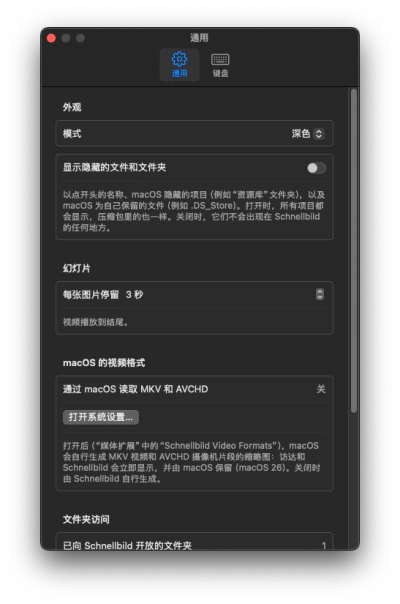 通用
通用
键盘
外观
模式
深色
显示隐藏的文件和文件夹
以点开头的名称、macOS 隐藏的项目 (例如“资源库”文件夹)，以及
macOS 为自己保留的文件 (例如 .DS_Store)。打开时，所有项目都
会显示，压缩包里的也一样。关闭时，它们不会出现在 Schnellbild
的任何地方。
幻灯片
每张图片停留 3 秒
视频播放到结尾。
macOS 的视频格式
通过 macOS 读取 MKV 和 AVCHD
关
打开系统设置...
打开后 (“媒体扩展”中的“Schnellbild Video Formats”)，macOS
会自行生成 MKV 视频和 AVCHD 摄像机片段的缩略图：访达和
Schnellbild 会立即显示，并由 macOS 保留 (macOS 26)。关闭时
由 Schnellbild 自行生成。
文件夹访问
已向 Schnellbild 开放的文件夹
1